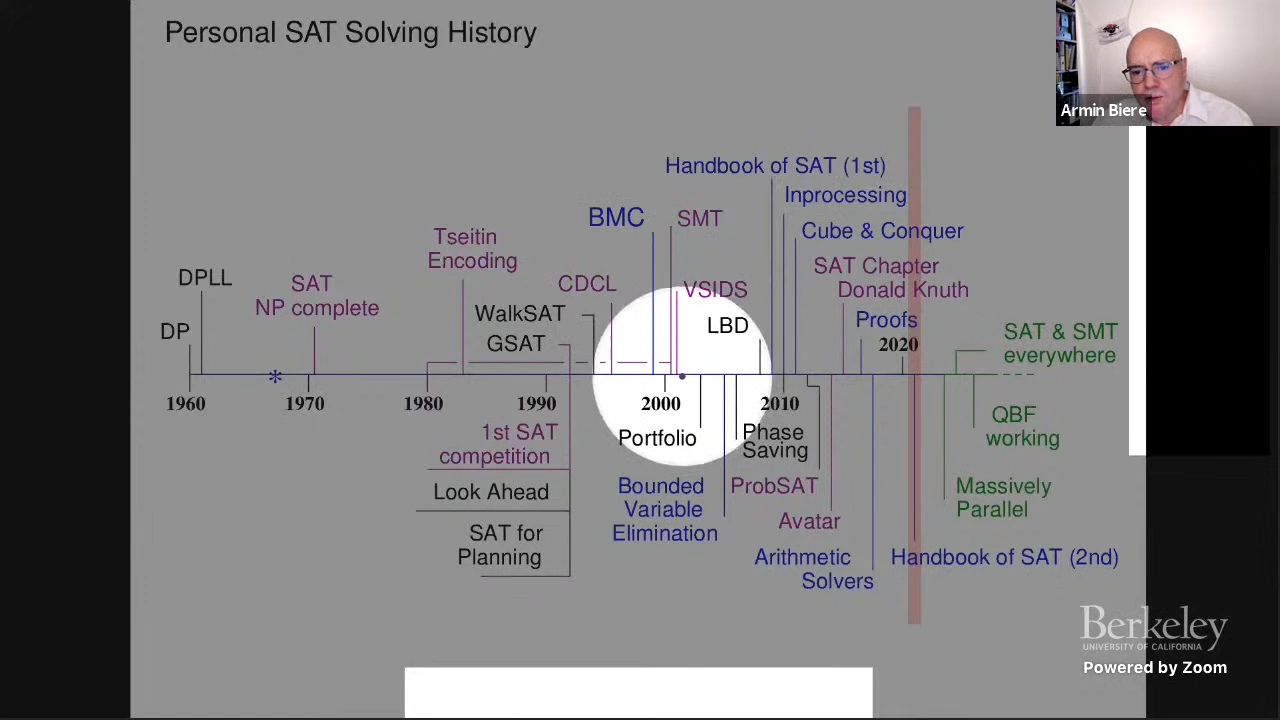 Personal SAT Solving History
Armin Biere
Handbook of SAT (1st)
Inprocessing
BMC
SMT
Cube & Conquer
Tseitin
Encoding
SAT Chapter
Donald Knuth
DPLL
SAT
NP complete
CDCL
VSIDS
WalkSAT
LBD
Proofs
DP
GSAT
2020
SAT & SMT
everywhere
*
1960
1970
1980
1990
2000
2010
1st SAT
competition
Portfolio
Phase
Saving
QBF
working
Look Ahead
Bounded
Variable
Elimination
ProbSAT
Massively
Parallel
SAT for
Planning
Avatar
Arithmetic
Solvers
Handbook of SAT (2nd)
Berkeley
UNIVERSITY OF CALIFORNIA
Powered by Zoom